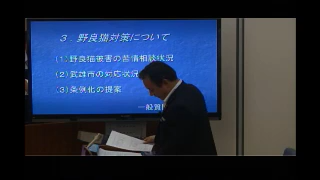 3 野良猫対策について
(1)野良猫被害の苦情相談状況
(2)武雄市の対応状況
(3)条例化の提案
一般質問